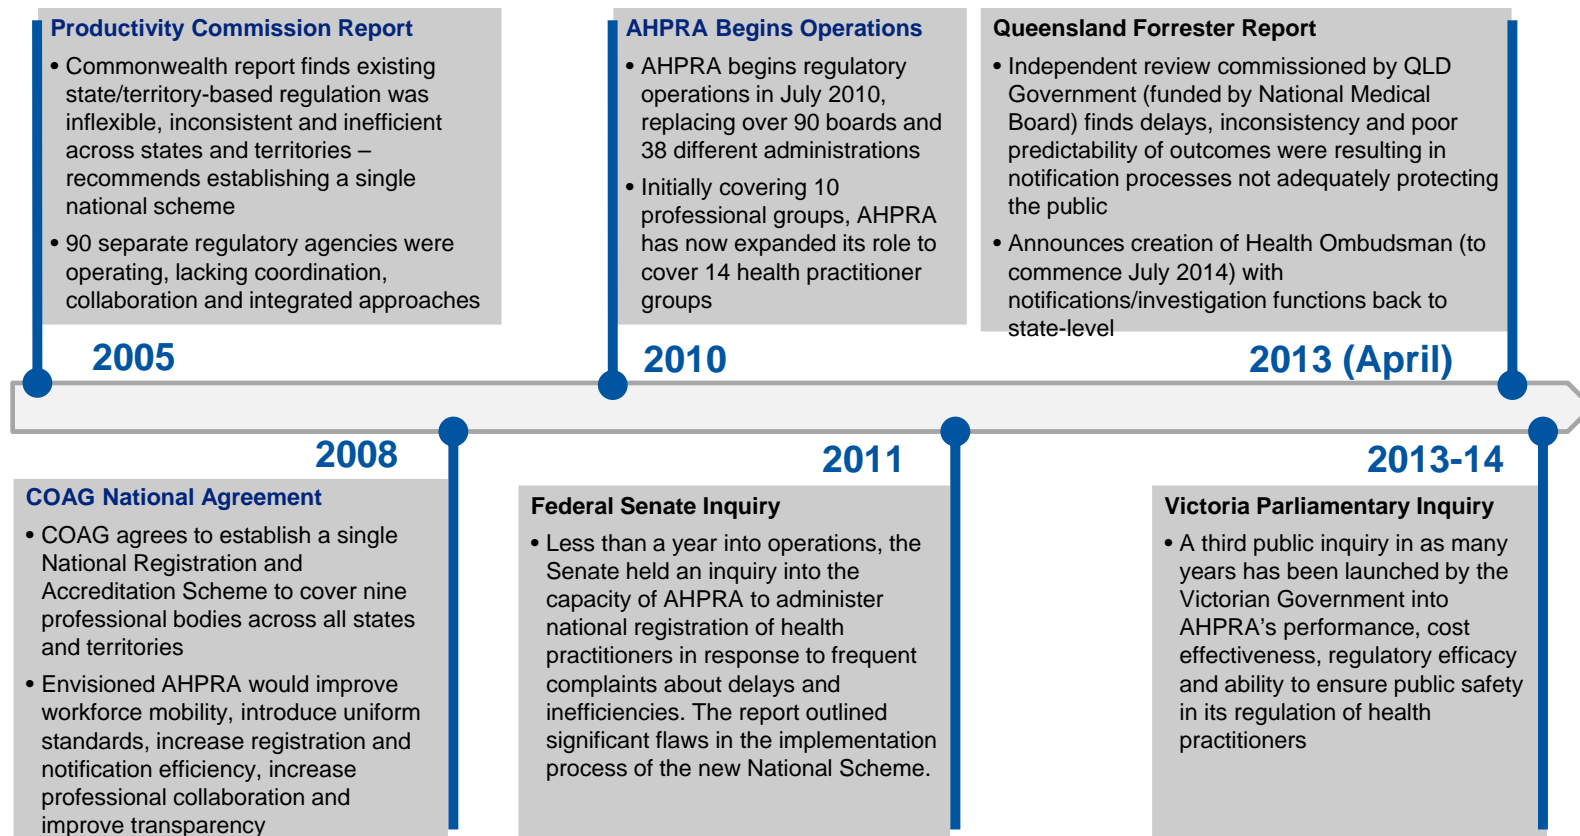 Productivity Commission Report
• Commonwealth report finds existing
state/territory-based regulation was
inflexible, inconsistent and inefficient
across states and territories –
recommends establishing a single
national scheme
• 90 separate regulatory agencies were
operating, lacking coordination,
collaboration and integrated approaches
2005
AHPRA Begins Operations
• AHPRA begins regulatory
operations in July 2010,
replacing over 90 boards and
38 different administrations
• Initially covering 10
professional groups, AHPRA
has now expanded its role to
cover 14 health practitioner
groups
2010
Queensland Forrester Report
• Independent review commissioned by QLD
Government (funded by National Medical
Board) finds delays, inconsistency and poor
predictability of outcomes were resulting in
notification processes not adequately protecting
the public
• Announces creation of Health Ombudsman (to
commence July 2014) with
notifications/investigation functions back to
state-level
2013 (April)
2008
COAG National Agreement
• COAG agrees to establish a single
National Registration and
Accreditation Scheme to cover nine
professional bodies across all states
and territories
• Envisioned AHPRA would improve
workforce mobility, introduce uniform
standards, increase registration and
notification efficiency, increase
professional collaboration and
improve transparency
2011
Federal Senate Inquiry
• Less than a year into operations, the
Senate held an inquiry into the
capacity of AHPRA to administer
national registration of health
practitioners in response to frequent
complaints about delays and
inefficiencies. The report outlined
significant flaws in the implementation
process of the new National Scheme.
2013-14
Victoria Parliamentary Inquiry
• A third public inquiry in as many
years has been launched by the
Victorian Government into
AHPRA's performance, cost
effectiveness, regulatory efficacy
and ability to ensure public safety
in its regulation of health
practitioners